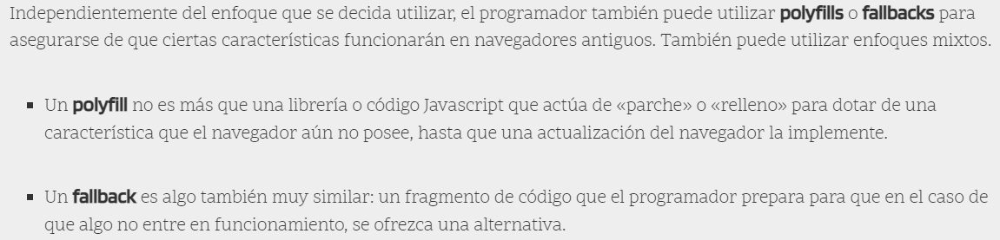 Independientemente del enfoque que se decida utilizar, el programador también puede utilizar polyfills o fallbacks para
asegurarse de que ciertas características funcionarán en navegadores antiguos. También puede utilizar enfoques mixtos.
▪ Un polyfill no es más que una librería o código Javascript que actúa de «parche» o «relleno» para dotar de una
característica que el navegador aún no posee, hasta que una actualización del navegador la implemente.
▪ Un fallback es algo también muy similar: un fragmento de código que el programador prepara para que en el caso de
que algo no entre en funcionamiento, se ofrezca una alternativa.